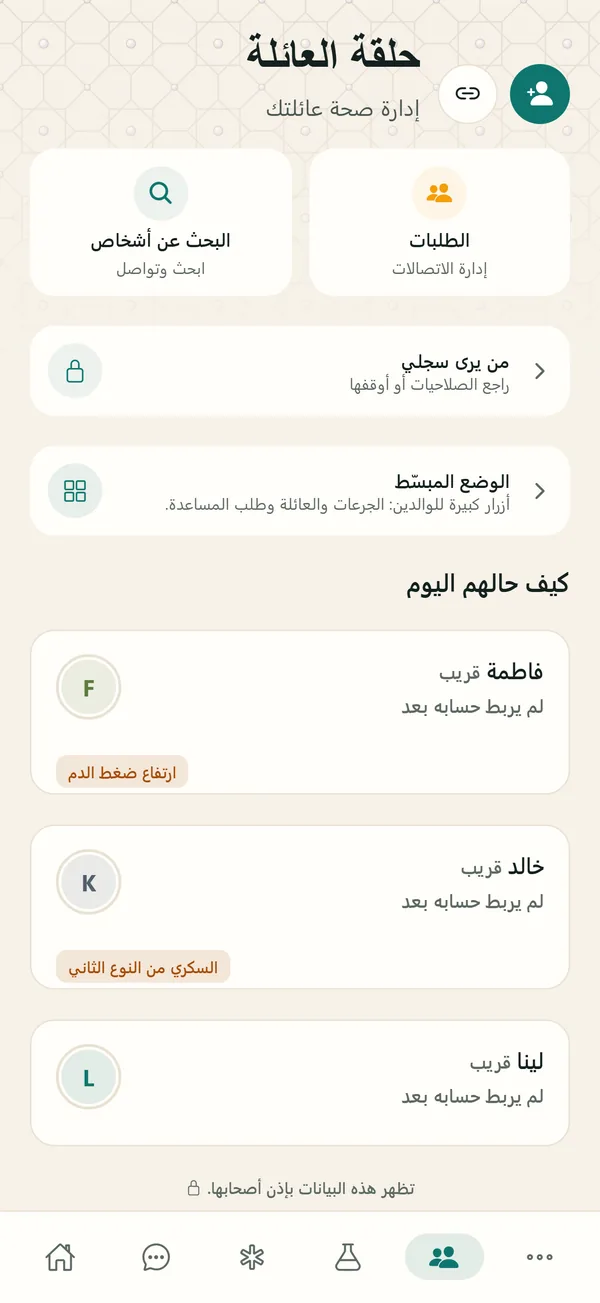 حلقة العائلة
إدارة صحة عائلتك
الطلبات
إدارة الاتصالات
البحث عن أشخاص
ابحث وتواصل
من يرى سجلي
راجع الصلاحيات أو أوقفها
الوضع المبسّط
أزرار كبيرة للوالدين: الجرعات والعائلة وطلب المساعدة.
كيف حالهم اليوم
فاطمة قريب
لم يربط حسابه بعد
F
ارتفاع ضغط الدم
خالد قريب
لم يربط حسابه بعد
K
السكري من النوع الثاني
لينا قريب
لم يربط حسابه بعد
L
تظهر هذه البيانات بإذن أصحابها.